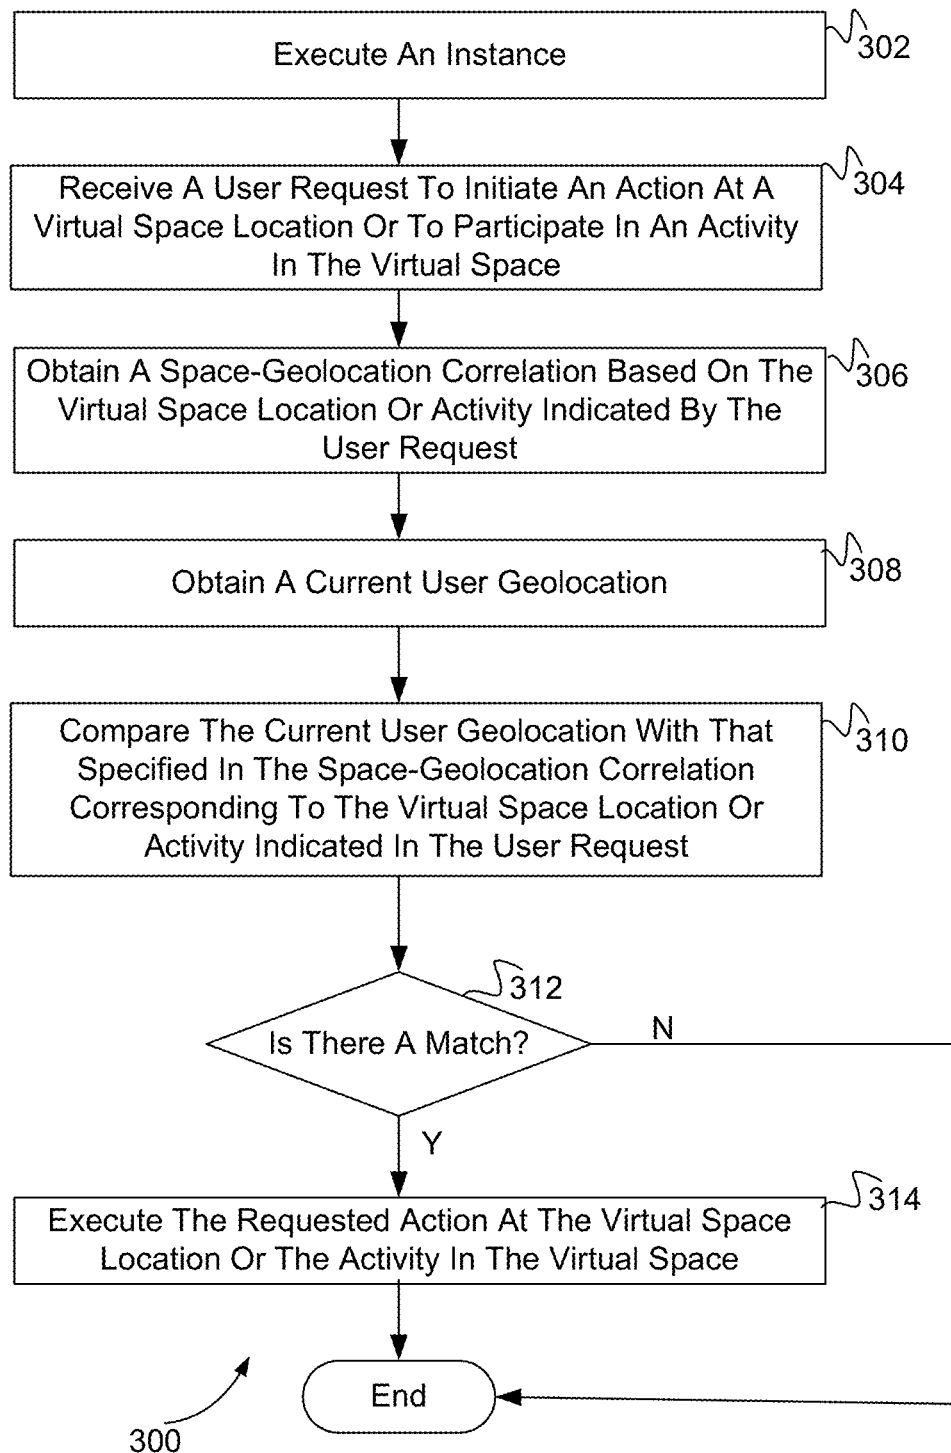 Execute An Instance
302
Receive A User Request To Initiate An Action At A
Virtual Space Location Or To Participate In An Activity
In The Virtual Space
304
Obtain A Space-Geolocation Correlation Based On The
Virtual Space Location Or Activity Indicated By The
User Request
306
Obtain A Current User Geolocation
308
Compare The Current User Geolocation With That
Specified In The Space-Geolocation Correlation
Corresponding To The Virtual Space Location Or
Activity Indicated In The User Request
310
312
Is There A Match?
N
Y
Execute The Requested Action At The Virtual Space
Location Or The Activity In The Virtual Space
314
End
300